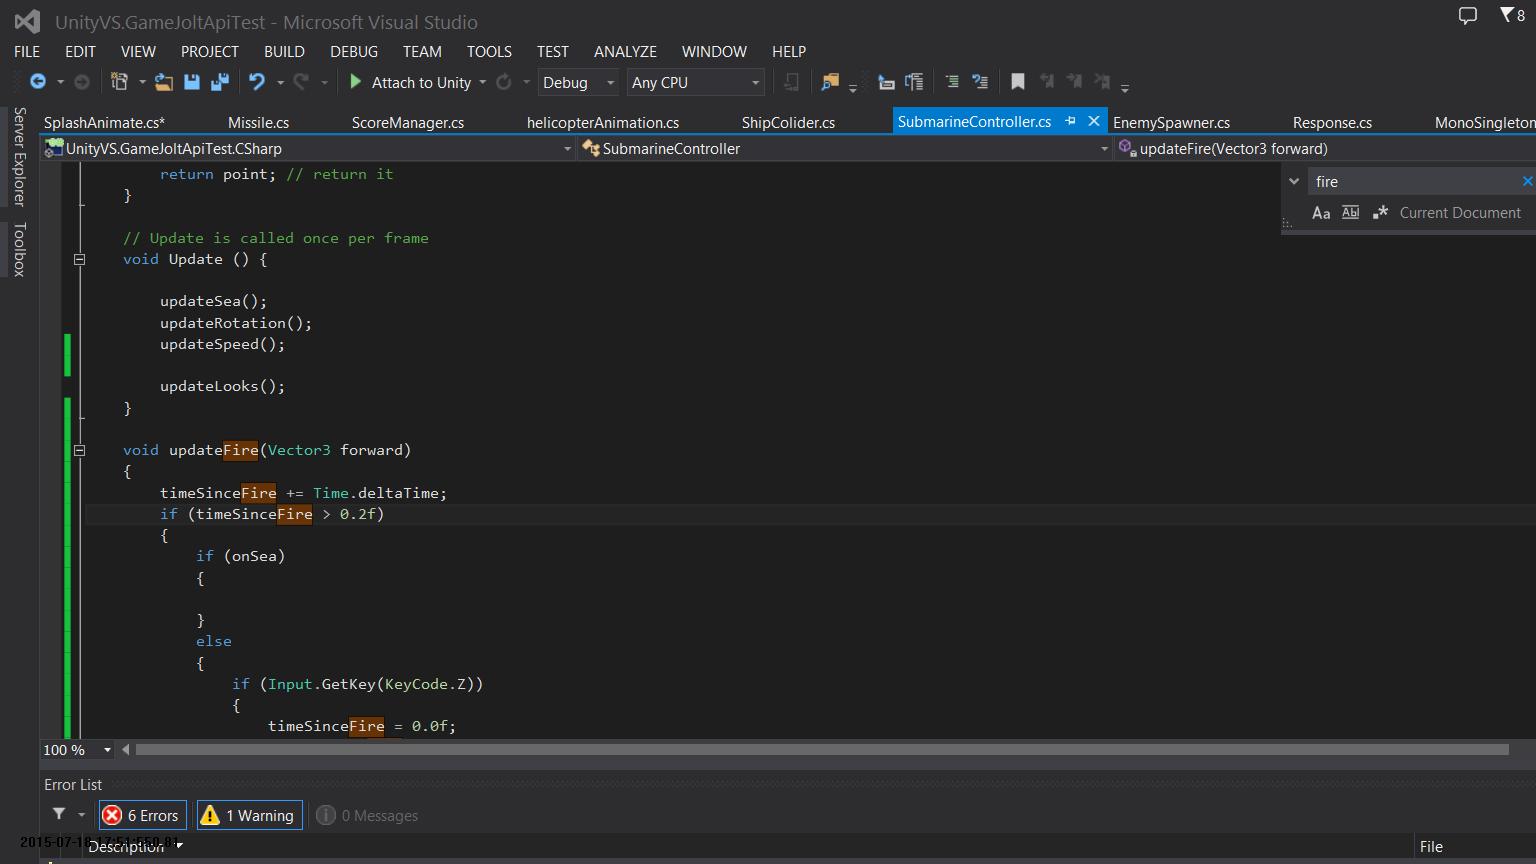 UnityVS.GameJoltApiTest - Microsoft Visual Studio
8
FILE EDIT VIEW PROJECT BUILD DEBUG TEAM TOOLS TEST ANALYZE WINDOW HELP
Attach to Unity Debug Any CPU
Server Explorer
Toolbox
SplashAnimate.cs* Missile.cs ScoreManager.cs helicopterAnimation.cs ShipColider.cs SubmarineController.cs EnemySpawner.cs Response.cs MonoSingleton
UnityVS.GameJoltApiTest.CSharp SubmarineController updateFire(Vector3 forward)
fire
Aa Abl .* Current Document
return point; // return it
}
// Update is called once per frame
void Update () {
updateSea();
updateRotation();
updateSpeed();
updateLooks();
}
void updateFire(Vector3 forward)
{
timeSinceFire += Time.deltaTime;
if (timeSinceFire > 0.2f)
{
if (onSea)
{
}
else
{
if (Input.GetKey(KeyCode.Z))
{
timeSinceFire = 0.0f;
100 %
Error List
6 Errors 1 Warning 0 Messages
Description File